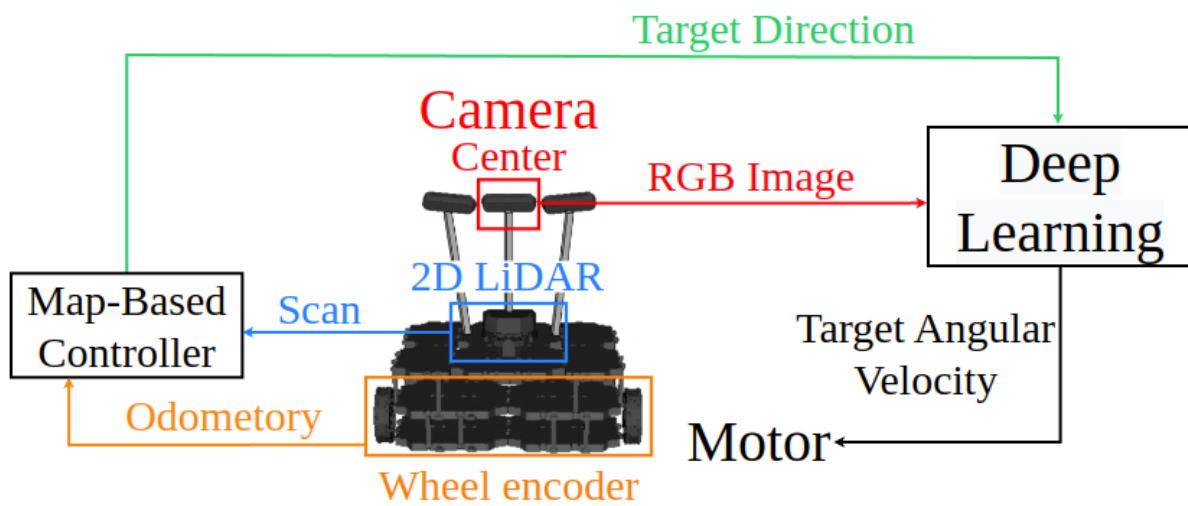 Target Direction
Camera
Center
RGB Image
Deep
Learning
2D LiDAR
Map-Based
Controller
Scan
Target Angular
Velocity
Odometory
Motor
Wheel encoder